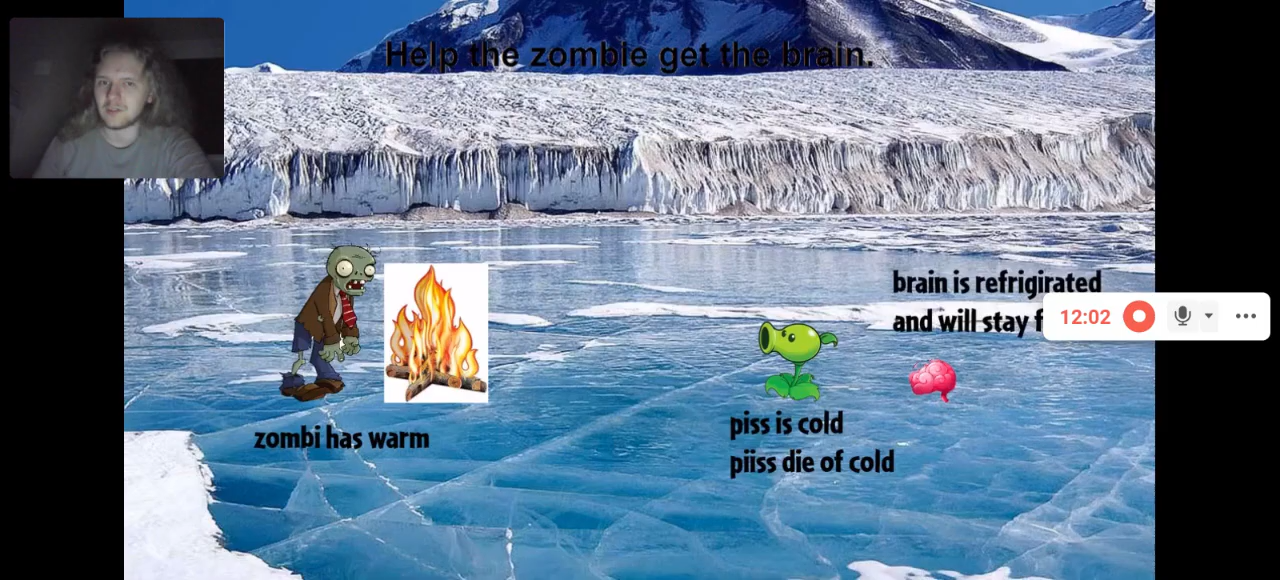 Help the zombie get the brain.
brain is refrigirated
and will stay
12:02
zombi has warm
piss is cold
piiss die of cold